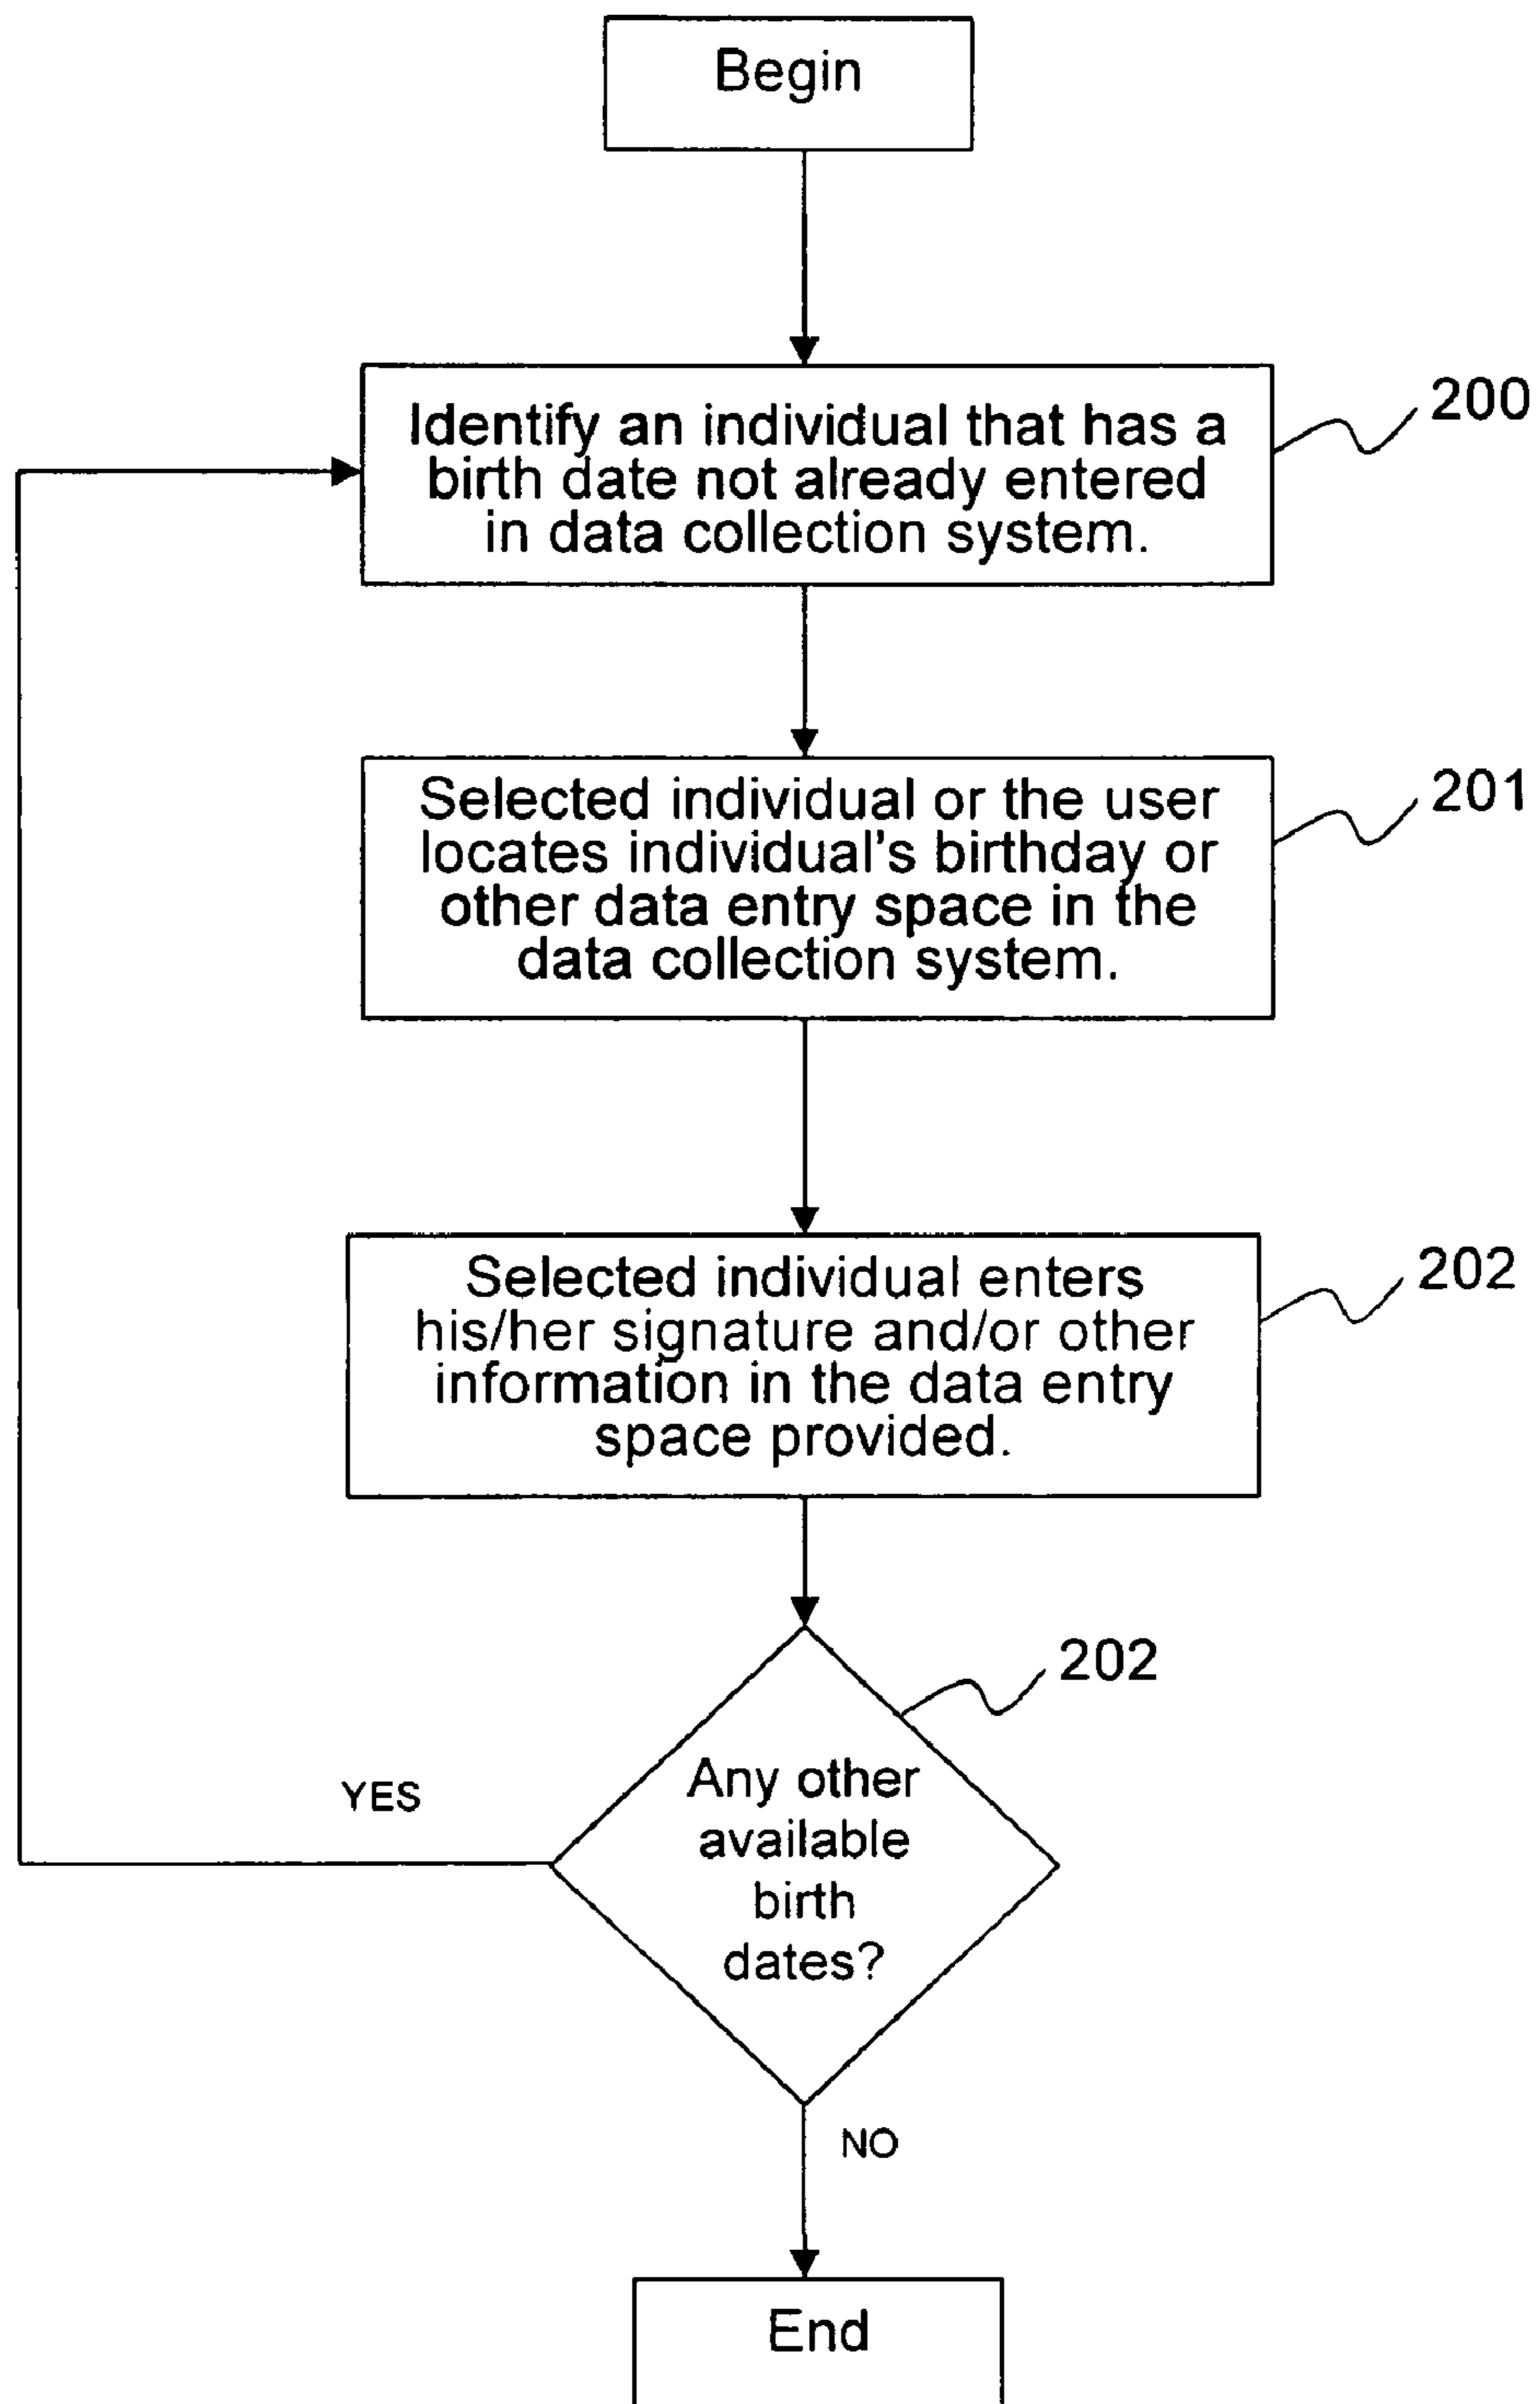 Begin
Identify an individual that has a
birth date not already entered
in data collection system.
200
Selected individual or the user
locates individual's birthday or
other data entry space in the
data collection system.
201
Selected individual enters
his/her signature and/or other
information in the data entry
space provided.
202
202
Any other
available
birth
dates?
YES
NO
End